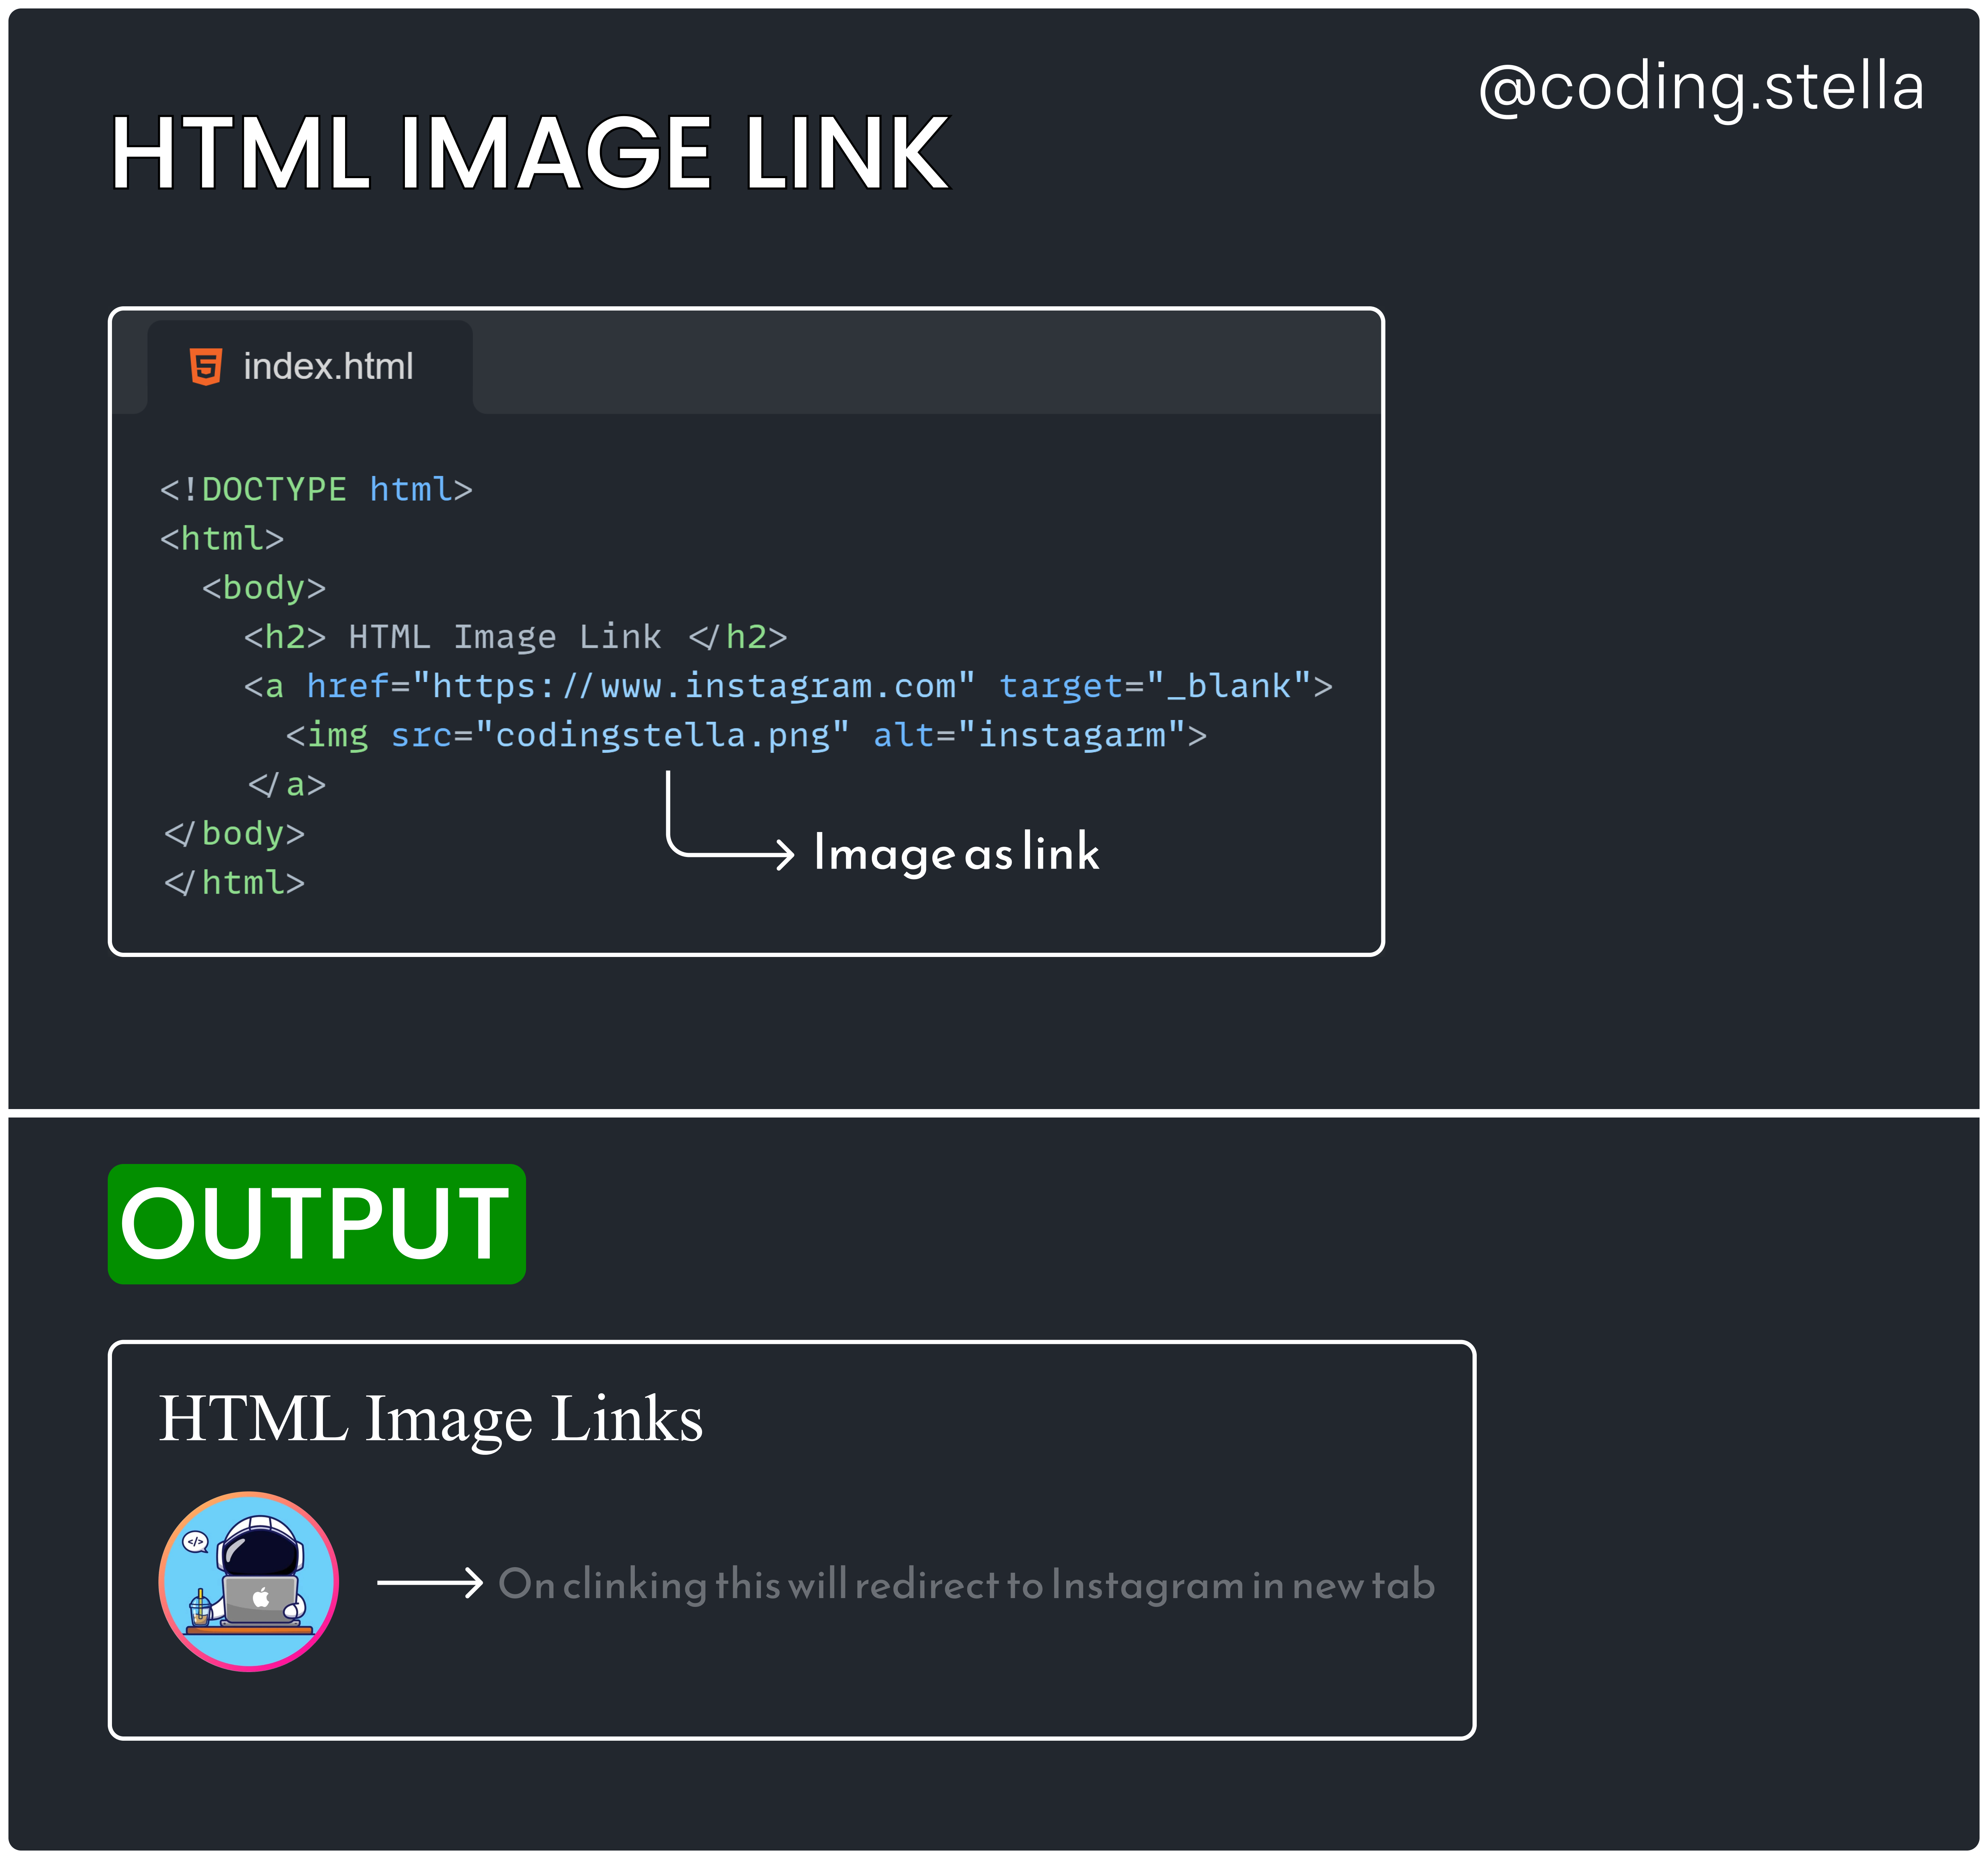 @coding.stella
HTML IMAGE LINK
index.html
<!DOCTYPE html>
<html>
<body>
<h2> HTML Image Link </h2>
<a href="https://www.instagram.com" target="_blank">
<img src="codingstella.png" alt="instagarm">
</a>
</body>
</html>
Image as link
OUTPUT
HTML Image Links
</>
On clinking this will redirect to Instagram in new tab